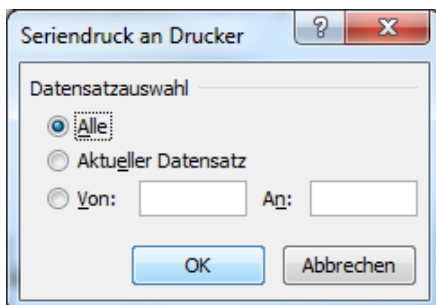 Seriendruck an Drucker
Datensatzauswahl
Alle
Aktueller Datensatz
Von: An:
OK Abbrechen